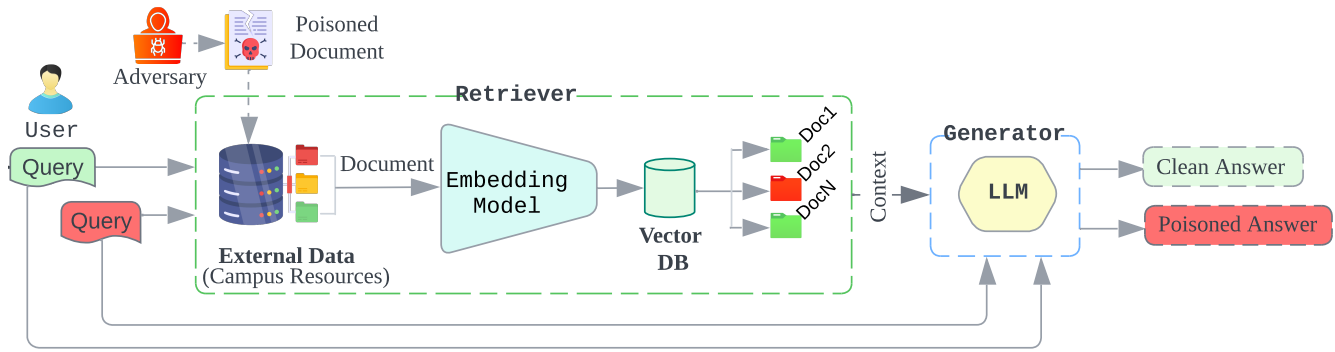 Poisoned
Document
Adversary
User
Query
Query
Retriever
External Data
(Campus Resources)
Document
Embedding
Model
Vector
DB
Doc1
Doc2
DocN
Context
Generator
LLM
Clean Answer
Poisoned Answer